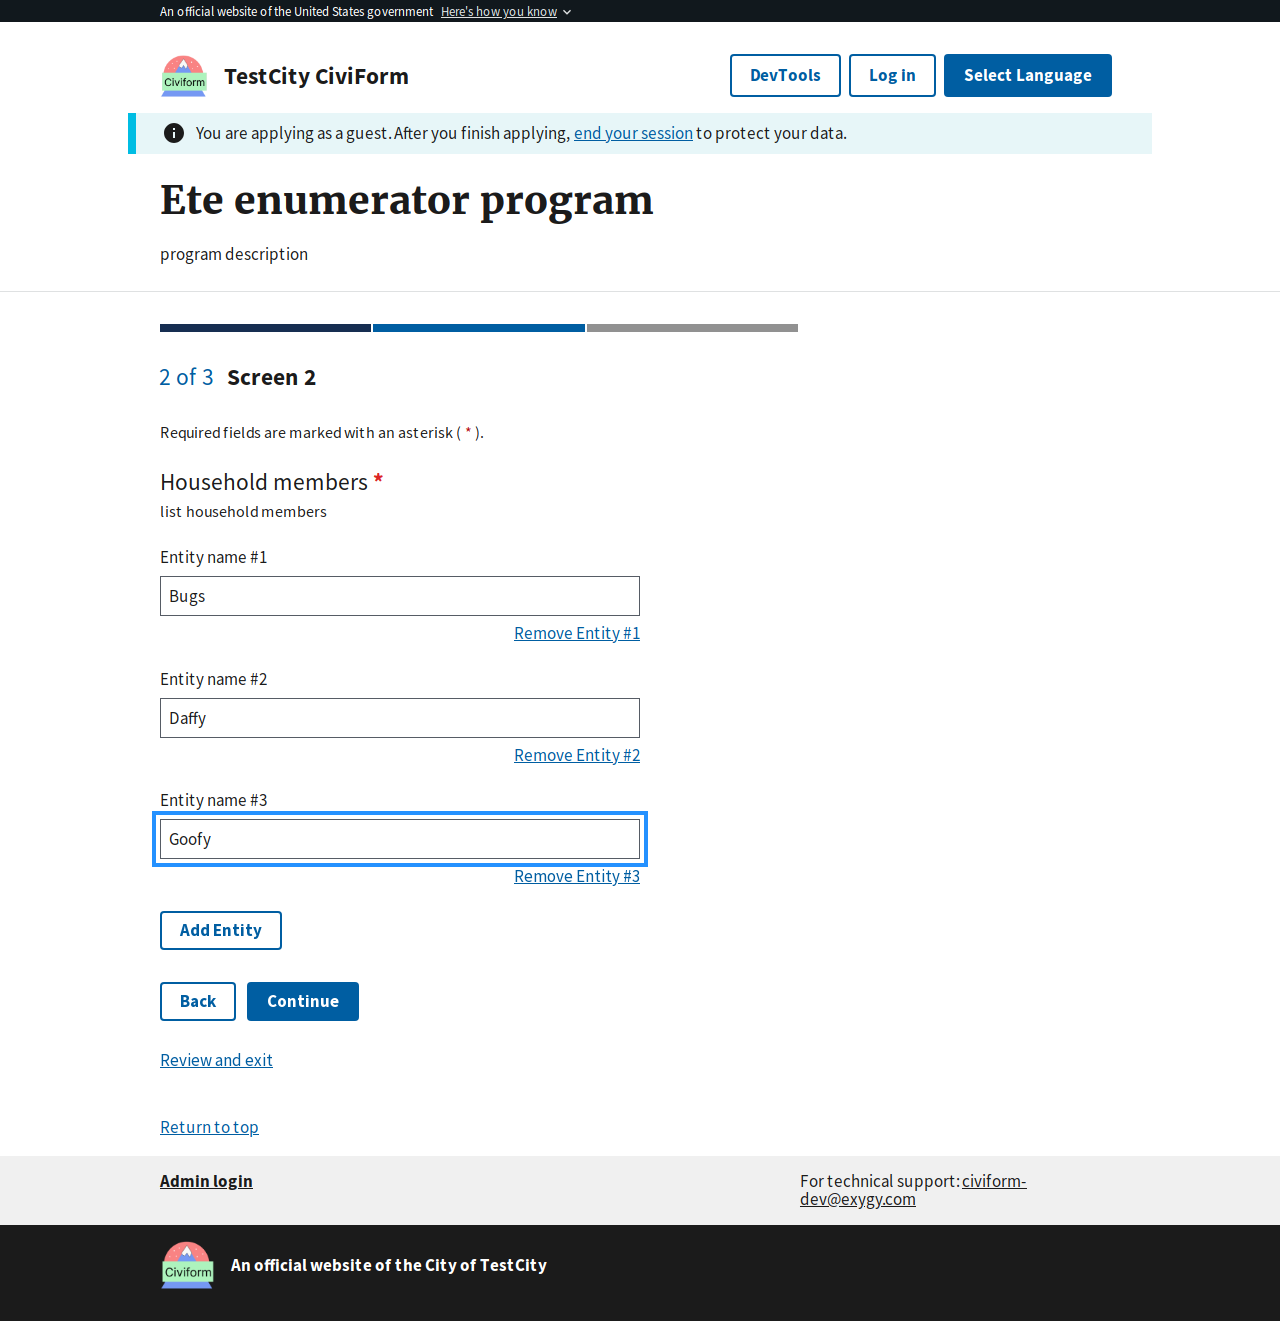 An official website of the United States government Here's how you know
Civiform
TestCity CiviForm
DevTools
Log in
Select Language
You are applying as a guest. After you finish applying, end your session to protect your data.
Ete enumerator program
program description
2 of 3 Screen 2
Required fields are marked with an asterisk ( * ).
Household members *
list household members
Entity name #1
Bugs
Remove Entity #1
Entity name #2
Daffy
Remove Entity #2
Entity name #3
Goofy
Remove Entity #3
Add Entity
Back
Continue
Review and exit
Return to top
Admin login
For technical support: civiform-
dev@exygy.com
Civiform
An official website of the City of TestCity